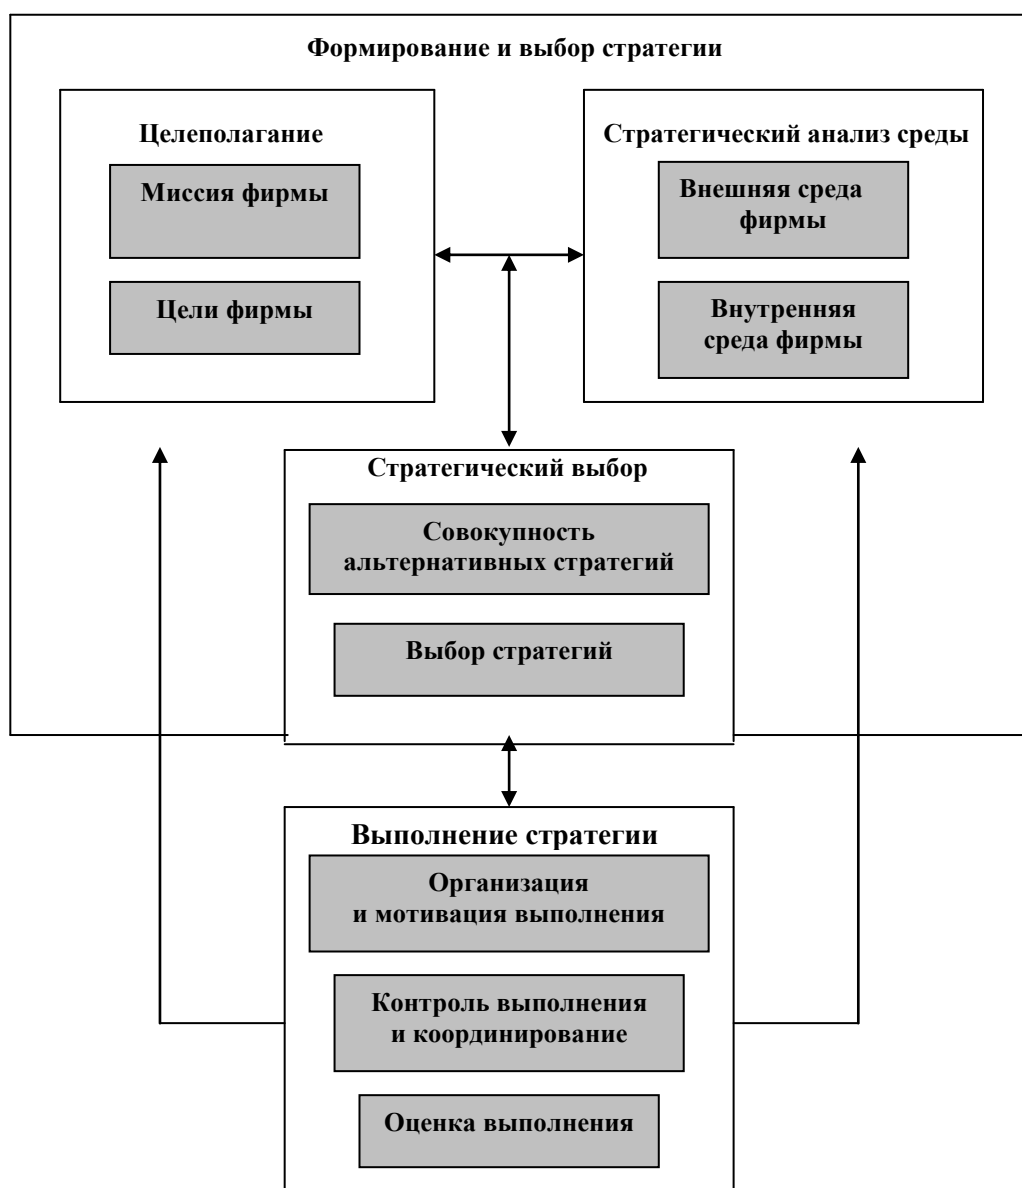 Формирование и выбор стратегии
Целеполагание
Миссия фирмы
Цели фирмы
Стратегический анализ среды
Внешняя среда
фирмы
Внутренняя
среда фирмы
Стратегический выбор
Совокупность
альтернативных стратегий
Выбор стратегий
Выполнение стратегии
Организация
и мотивация выполнения
Контроль выполнения
и координирование
Оценка выполнения